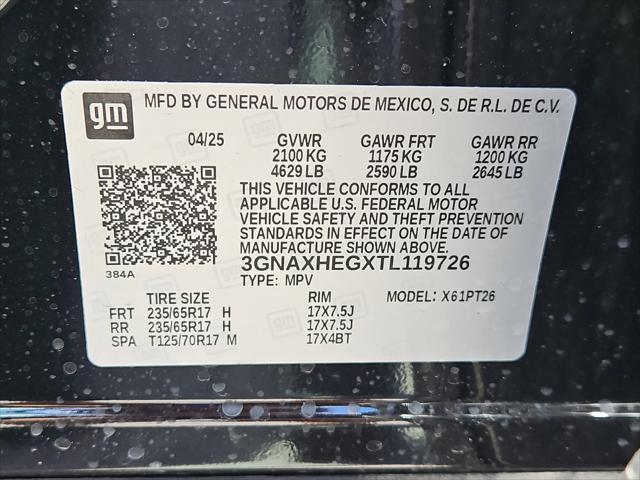 gm
MFD BY GENERAL MOTORS DE MEXICO, S. DE R.L. DE C.V.
04/25 GVWR GAWR FRT GAWR RR
2100 KG 1175 KG 1200 KG
4629 LB 2590 LB 2645 LB
THIS VEHICLE CONFORMS TO ALL
APPLICABLE U.S. FEDERAL MOTOR
VEHICLE SAFETY AND THEFT PREVENTION
STANDARDS IN EFFECT ON THE DATE OF
MANUFACTURE SHOWN ABOVE.
3GNAXHEGXTL119726
384A
TYPE: MPV
TIRE SIZE RIM MODEL: X61PT26
FRT 235/65R17 H 17X7.5J
RR 235/65R17 H 17X7.5J
SPA T125/70R17 M 17X4BT